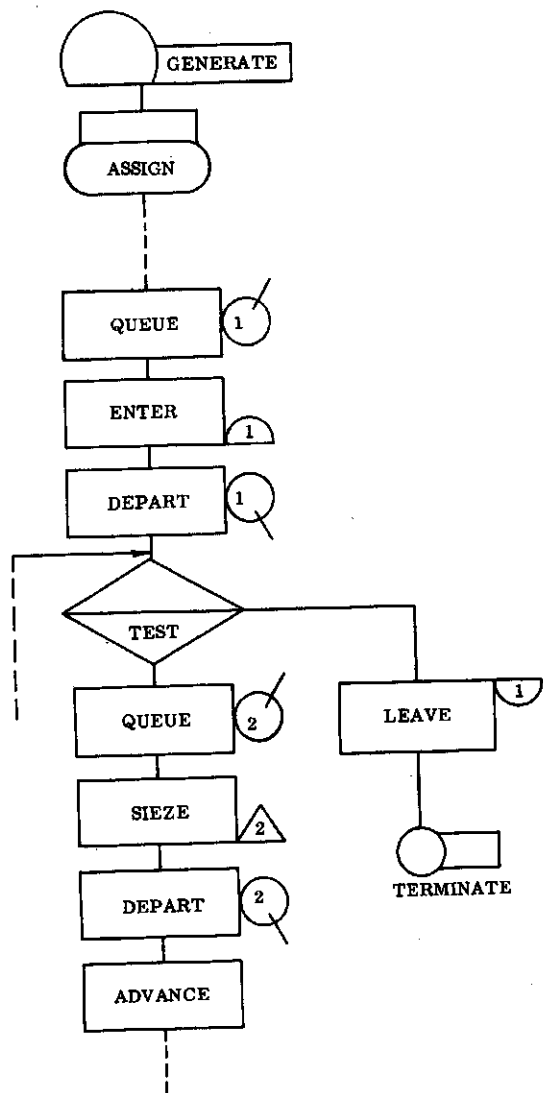 GENERATE
ASSIGN
QUEUE
1
ENTER
1
DEPART
1
TEST
QUEUE
2
LEAVE
1
SIEZE
2
TERMINATE
DEPART
2
ADVANCE